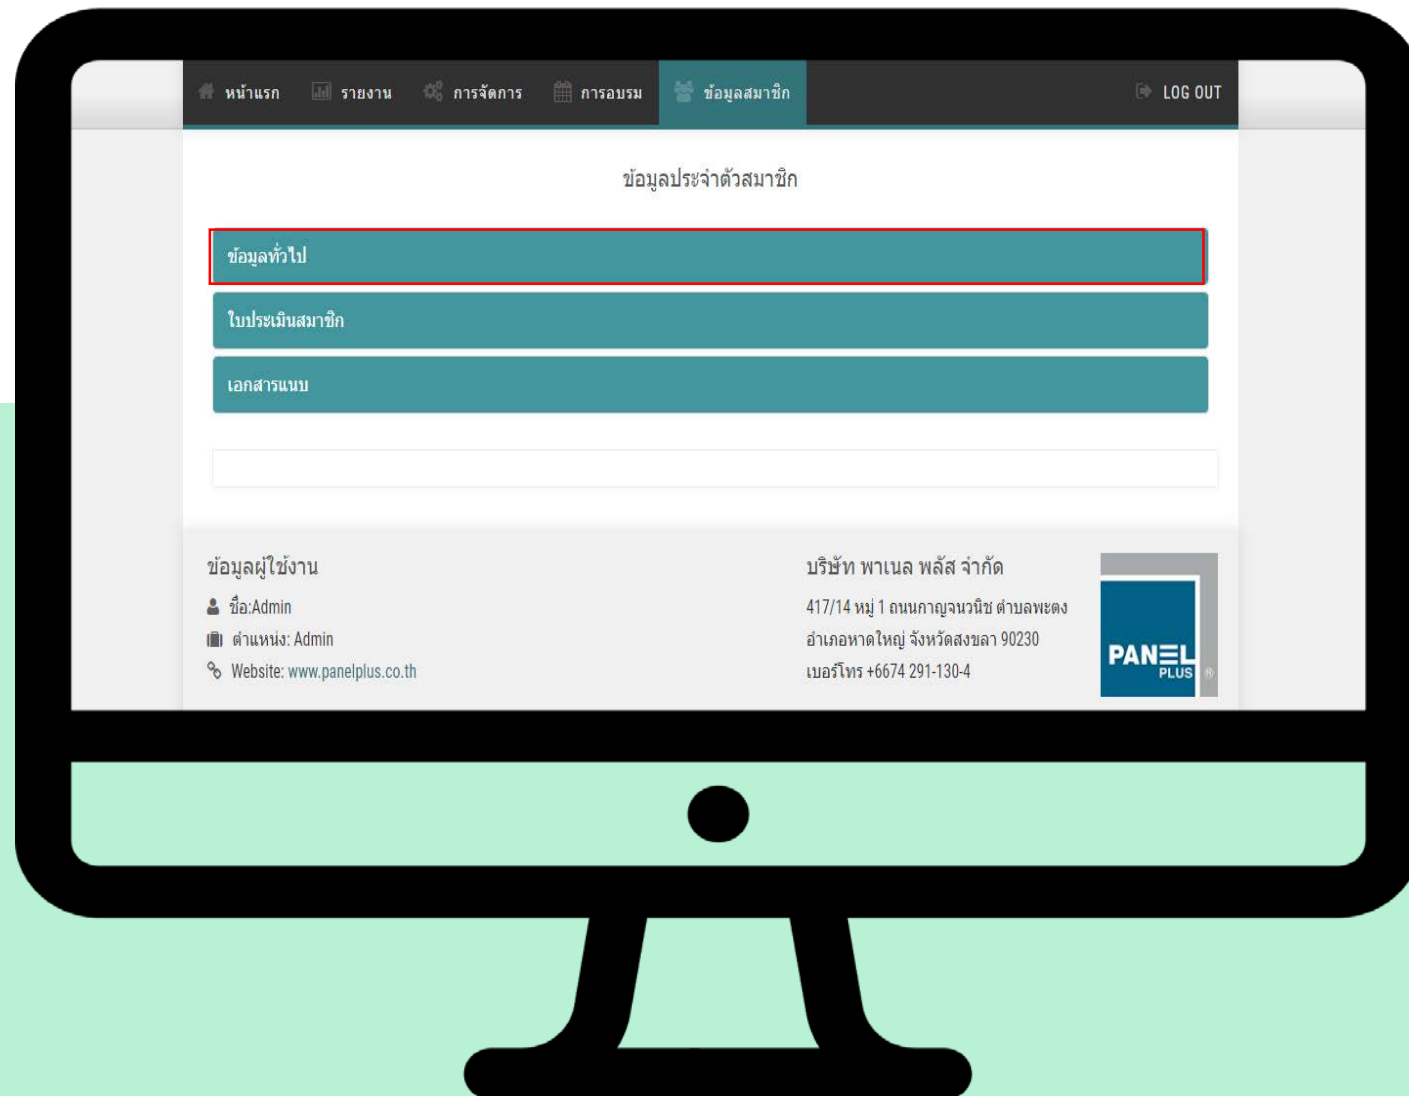 หน้าแรก รายงาน การจัดการ การอบรม ข้อมูลสมาชิก LOG OUT
ข้อมูลประจำตัวสมาชิก
ข้อมูลทั่วไป
ใบประเมินสมาชิก
เอกสารแนบ
ข้อมูลผู้ใช้งาน
ชื่อ:Admin
ตำแหน่ง: Admin
Website: www.panelplus.co.th
บริษัท พาเนล พลัส จำกัด
417/14 หมู่ 1 ถนนกาญจนวนิช ตำบลพะตง
อำเภอหาดใหญ่ จังหวัดสงขลา 90230
เบอร์โทร +6674 291-130-4
PANEL
PLUS ®